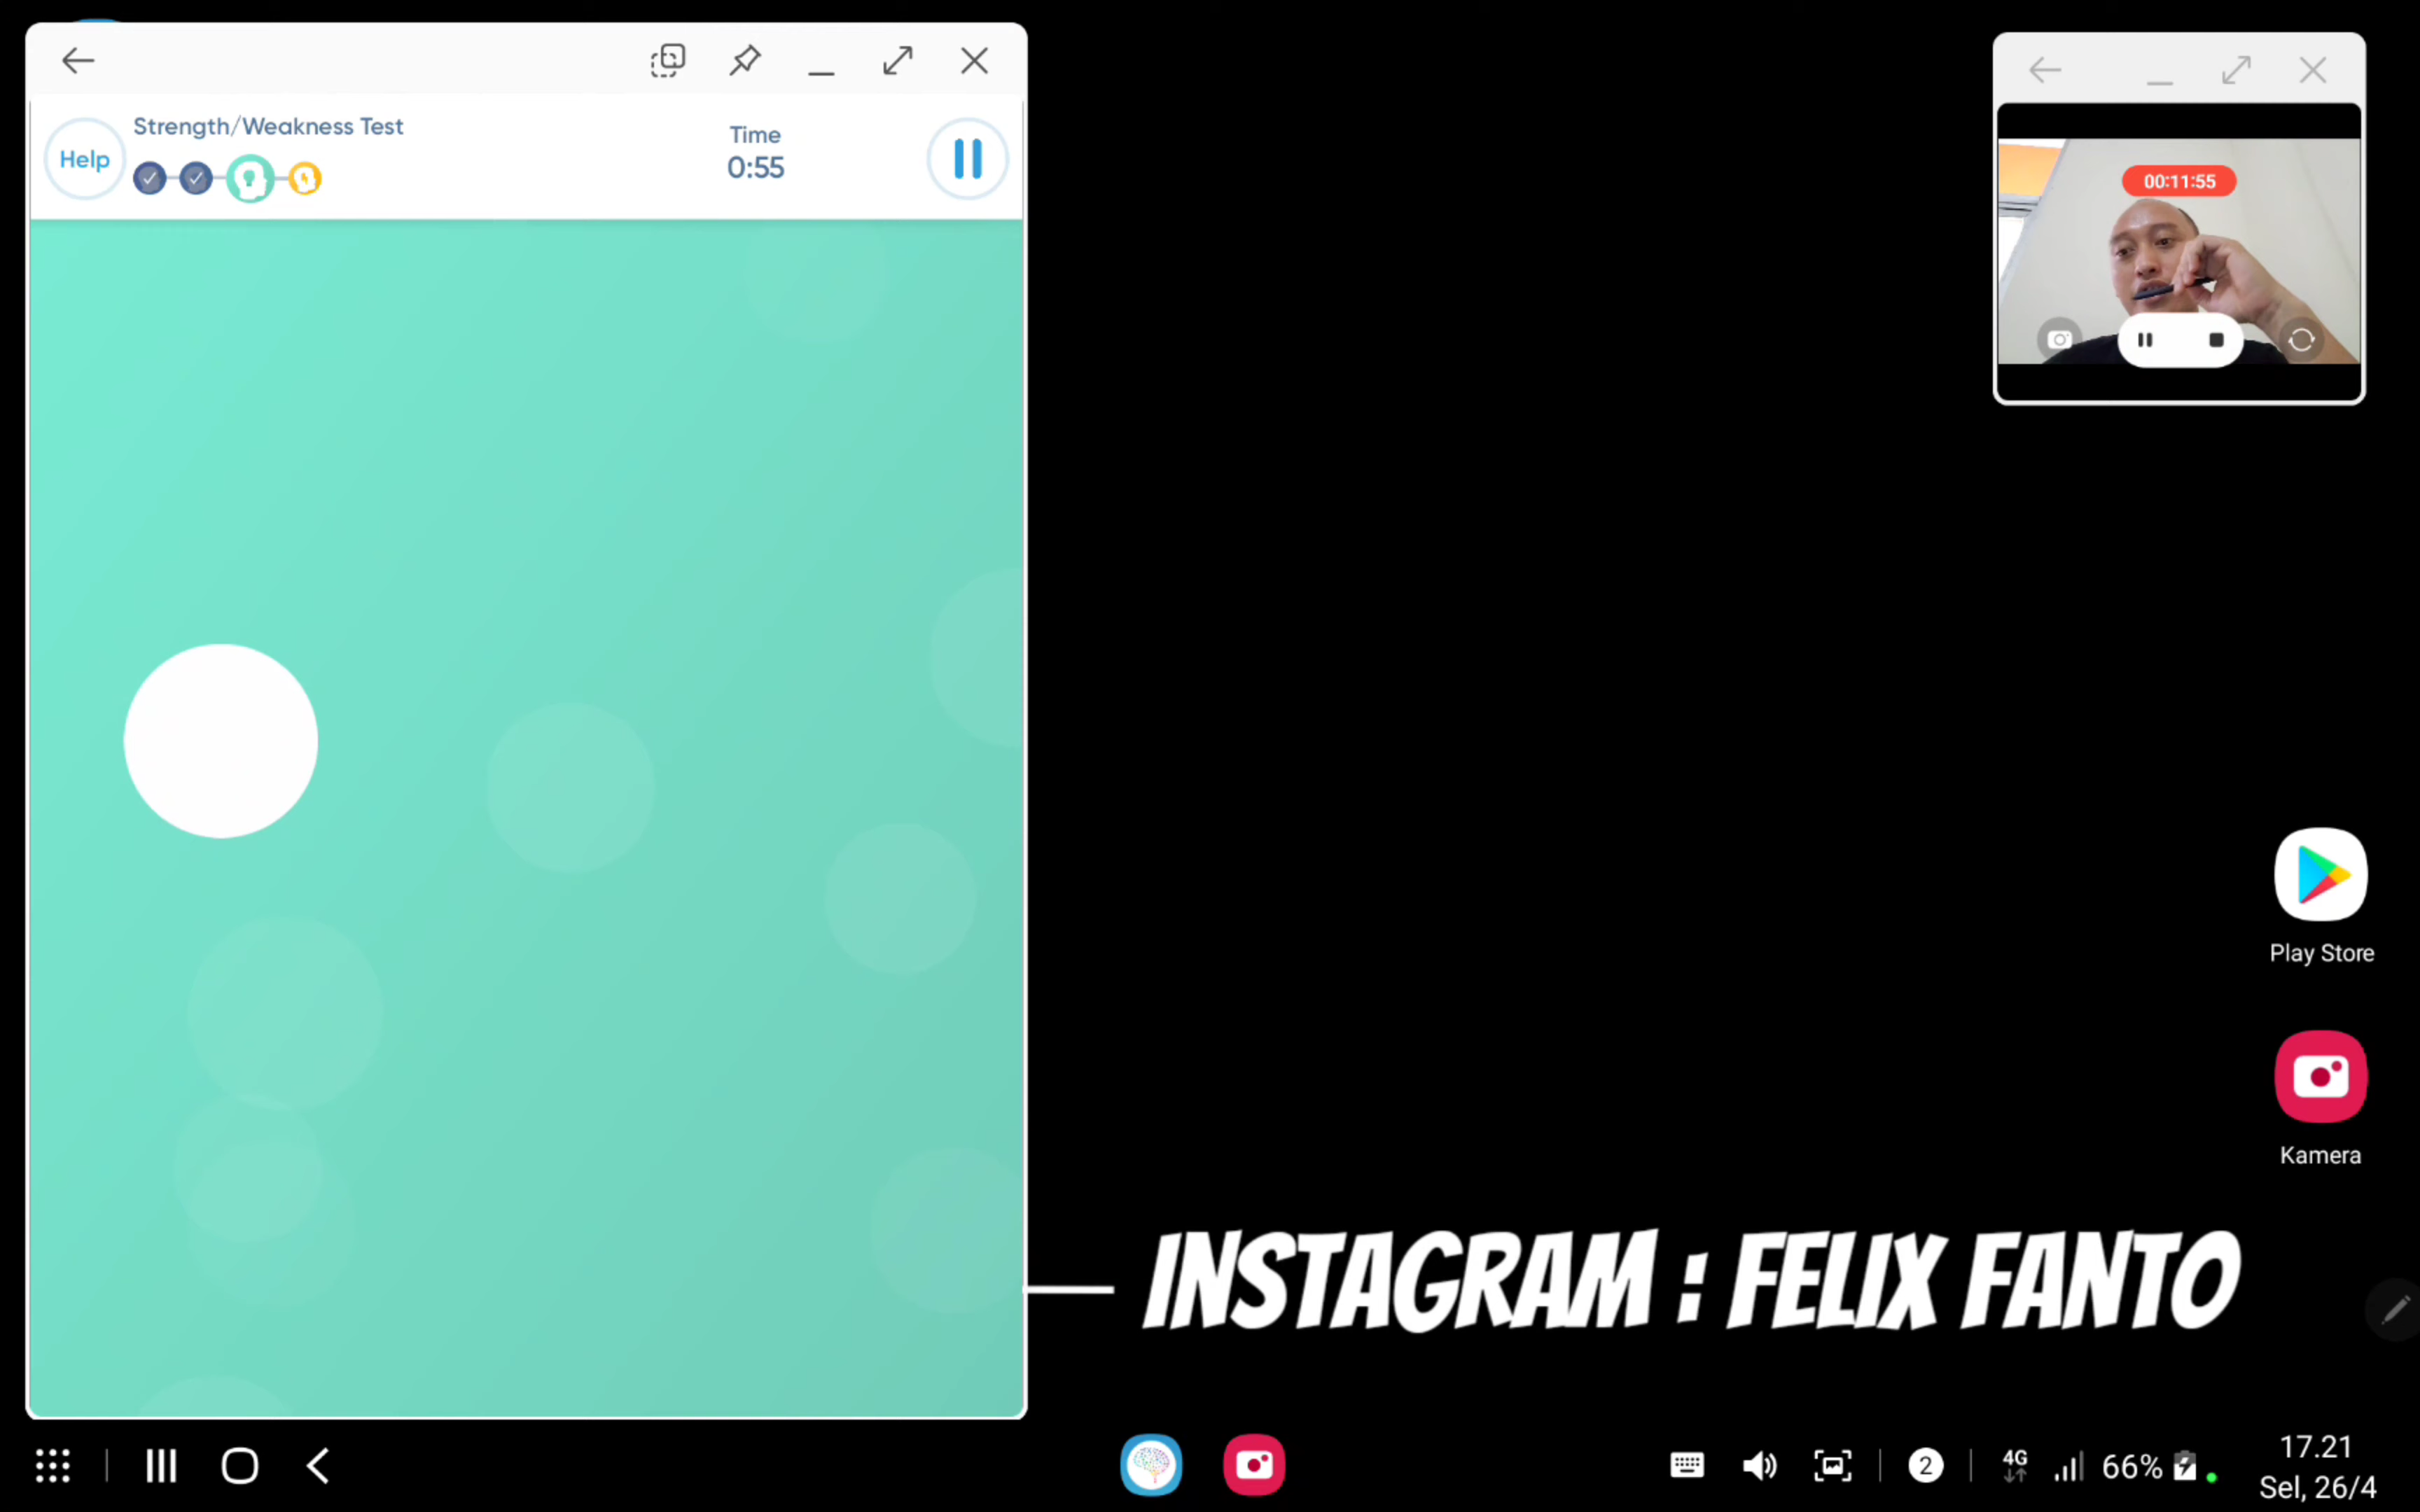 Strength/Weakness Test
Help
Time
0:55
00:11:55
Play Store
Kamera
INSTAGRAM : FELIX FANTO
2
4G
66%
17.21
Sel, 26/4